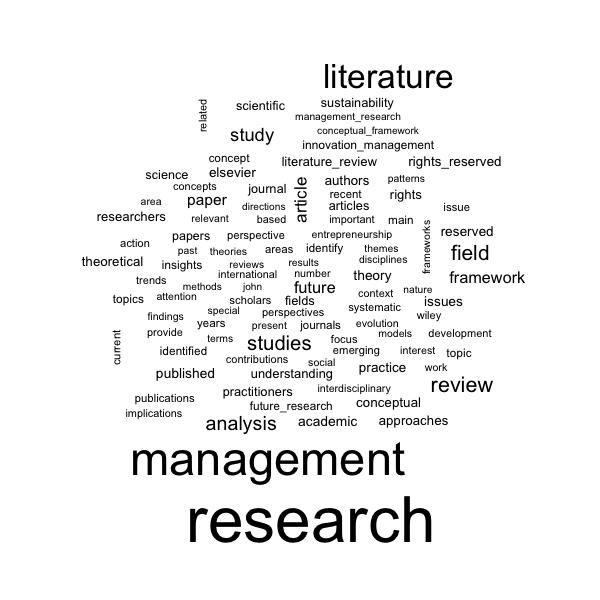 literature
related
scientific
sustainability
management_research
study
conceptual_framework
innovation_management
concept
literature_review
rights_reserved
science
elsevier
concepts
journal
article
authors
patterns
area
paper
directions
recent
articles
rights
issue
researchers
relevant
based
important
main
frameworks
reserved
action
papers
perspective
entrepreneurship
past
theories
areas
identify
themes
disciplines
field
theoretical
insights
reviews
results
international
number
theory
framework
trends
methods
john
future
context
nature
topics
attention
scholars
fields
systematic
issues
special
perspectives
wiley
findings
years
present
journals
evolution
current
provide
terms
studies
focus
models
development
identified
emerging
interest
topic
contributions
social
published
understanding
practice
work
publications
practitioners
interdisciplinary
review
implications
future_research
conceptual
analysis
academic
approaches
management
research